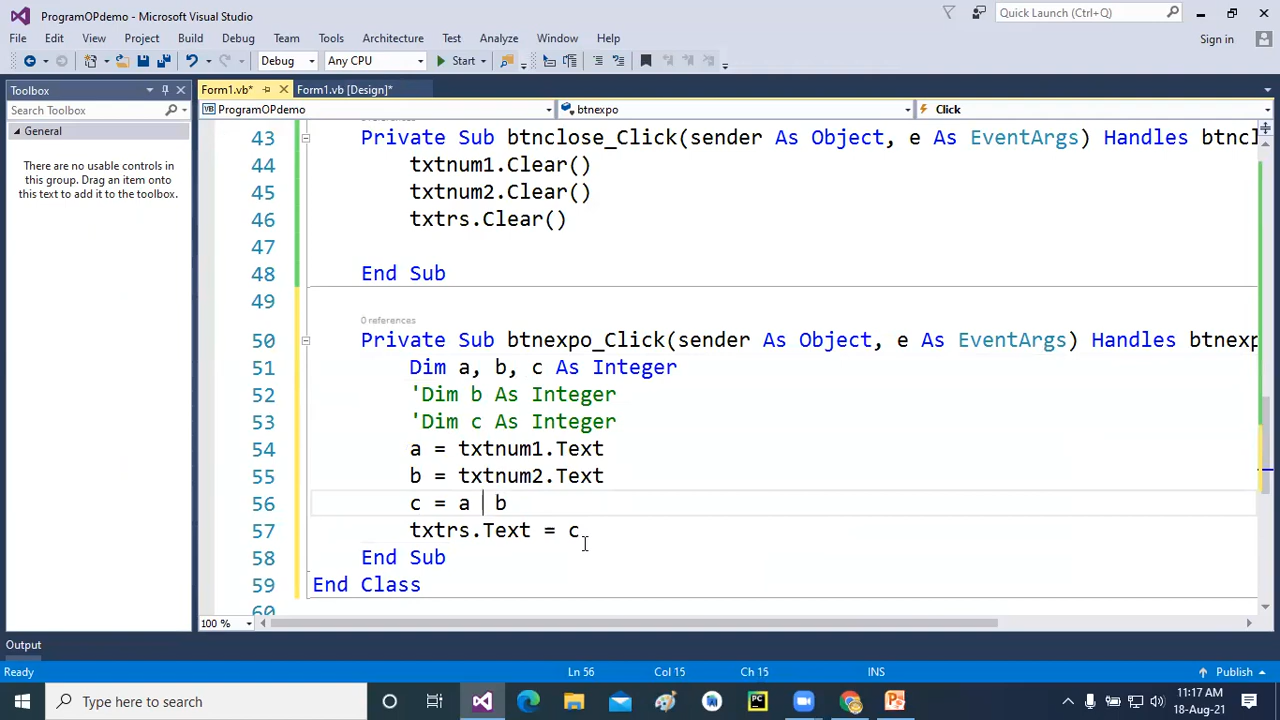 ProgramOPdemo - Microsoft Visual Studio
Quick Launch (Ctrl+Q)
File Edit View Project Build Debug Team Tools Architecture Test Analyze Window Help
Sign in
Debug Any CPU Start
Toolbox
Form1.vb* Form1.vb [Design]*
Search Toolbox
ProgramOPdemo btnexpo Click
General
There are no usable controls in
this group. Drag an item onto
this text to add it to the toolbox.
43 Private Sub btnclose_Click(sender As Object, e As EventArgs) Handles btncl
44 txtnum1.Clear()
45 txtnum2.Clear()
46 txtrs.Clear()
47
48 End Sub
49
0 references
50 Private Sub btnexpo_Click(sender As Object, e As EventArgs) Handles btnexp
51 Dim a, b, c As Integer
52 'Dim b As Integer
53 'Dim c As Integer
54 a = txtnum1.Text
55 b = txtnum2.Text
56 c = a b
57 txtrs.Text = c
58 End Sub
59 End Class
60
100 %
Output
Ready Ln 56 Col 15 Ch 15 INS Publish
Type here to search
11:17 AM
18-Aug-21